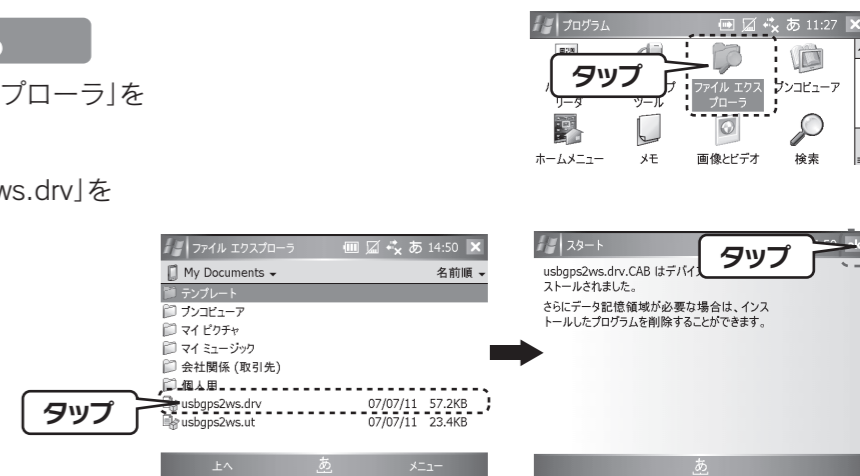 プローラ」を
ws.drv」を
プログラム
あ 11:27
タップ
リーダ
ツール
ファイル エクス
プローラ
ブンコビューア
ホームメニュー
メモ
画像とビデオ
検索
ファイル エクスプローラ
あ 14:50
My Documents
名前順
テンプレート
ブンコビューア
マイ ピクチャ
マイ ミュージック
会社関係 (取引先)
個人用
usbgps2ws.drv 07/07/11 57.2KB
usbgps2ws.ut 07/07/11 23.4KB
タップ
上へ
あ
メニュー
スタート
タップ
usbgps2ws.drv.CAB はデバイ
ストールされました。
さらにデータ記憶領域が必要な場合は、インス
トールしたプログラムを削除することができます。
あ